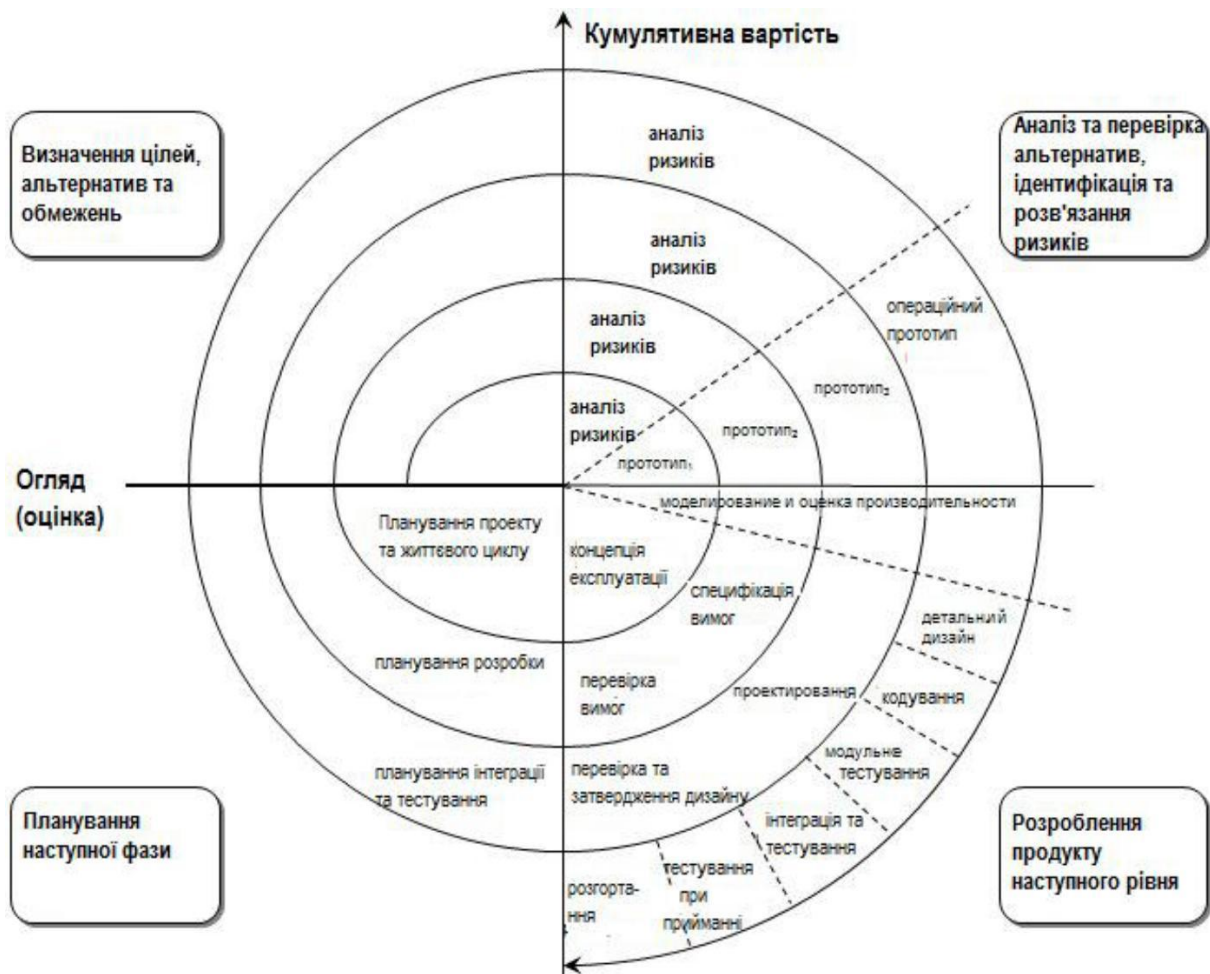 Кумулятивна вартість
Визначення цілей,
альтернатив та
обмежень
Аналіз та перевірка
альтернатив,
ідентифікація та
розв'язання
ризиків
аналіз
ризиків
аналіз
ризиків
аналіз
ризиків
аналіз
ризиків
операційний
прототип
прототип₃
прототип₂
прототип₁
Огляд
(оцінка)
моделирование и оценка производительности
Планування проекту
та життєвого циклу
концепція
експлуатації
специфікація
вимог
детальний
дизайн
планування розробки
перевірка
вимог
проектировання
кодування
модульне
тестування
планування інтеграції
та тестування
перевірка та
затвердження дизайну
інтеграція та
тестування
тестування
при
прийманні
розгорта-
ння
Планування
наступної фази
Розроблення
продукту
наступного рівня